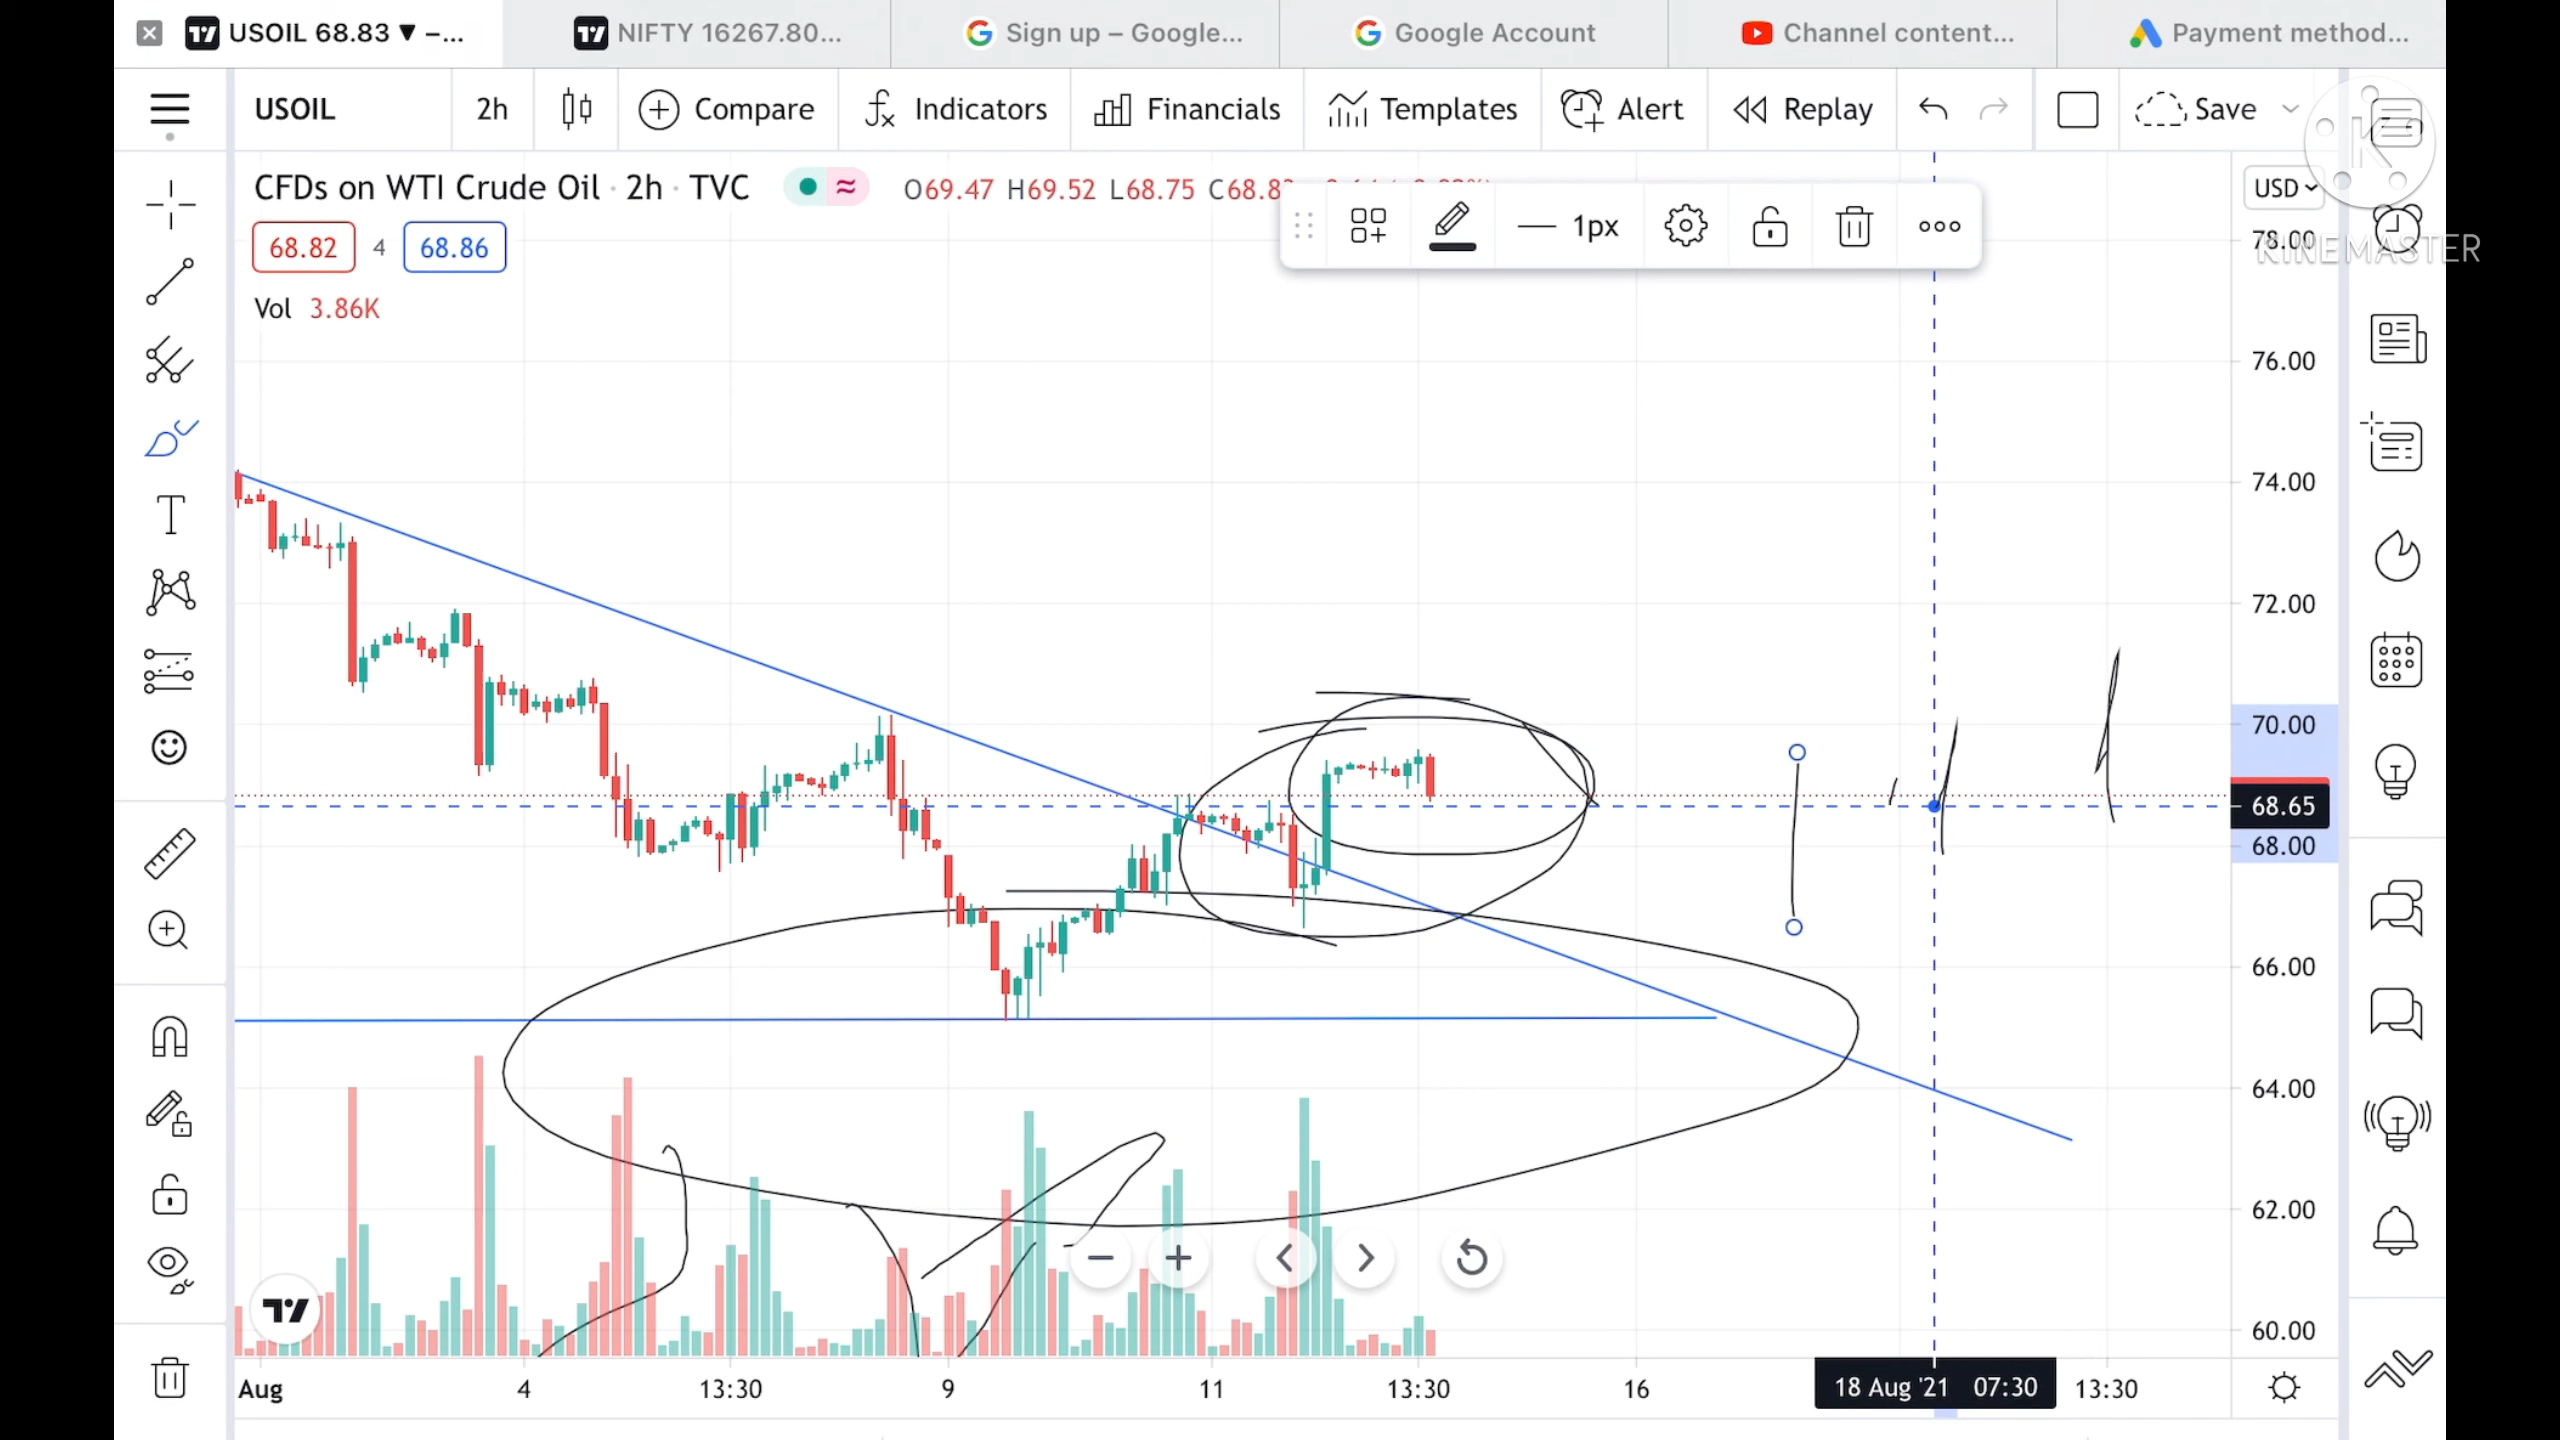 USOIL 68.83 ▼ –...
NIFTY 16267.80...
Sign up – Google...
Google Account
Channel content...
Payment method...
USOIL
2h
Compare
Indicators
Financials
Templates
Alert
Replay
Save
CFDs on WTI Crude Oil · 2h · TVC
O69.47 H69.52 L68.75
USD
68.82 4 68.86
1px
KINEMASTER
Vol 3.86K
78.00
76.00
74.00
72.00
70.00
68.65
68.00
66.00
64.00
62.00
60.00
Aug 4 13:30 9 11 13:30 16 18 Aug '21 07:30 13:30